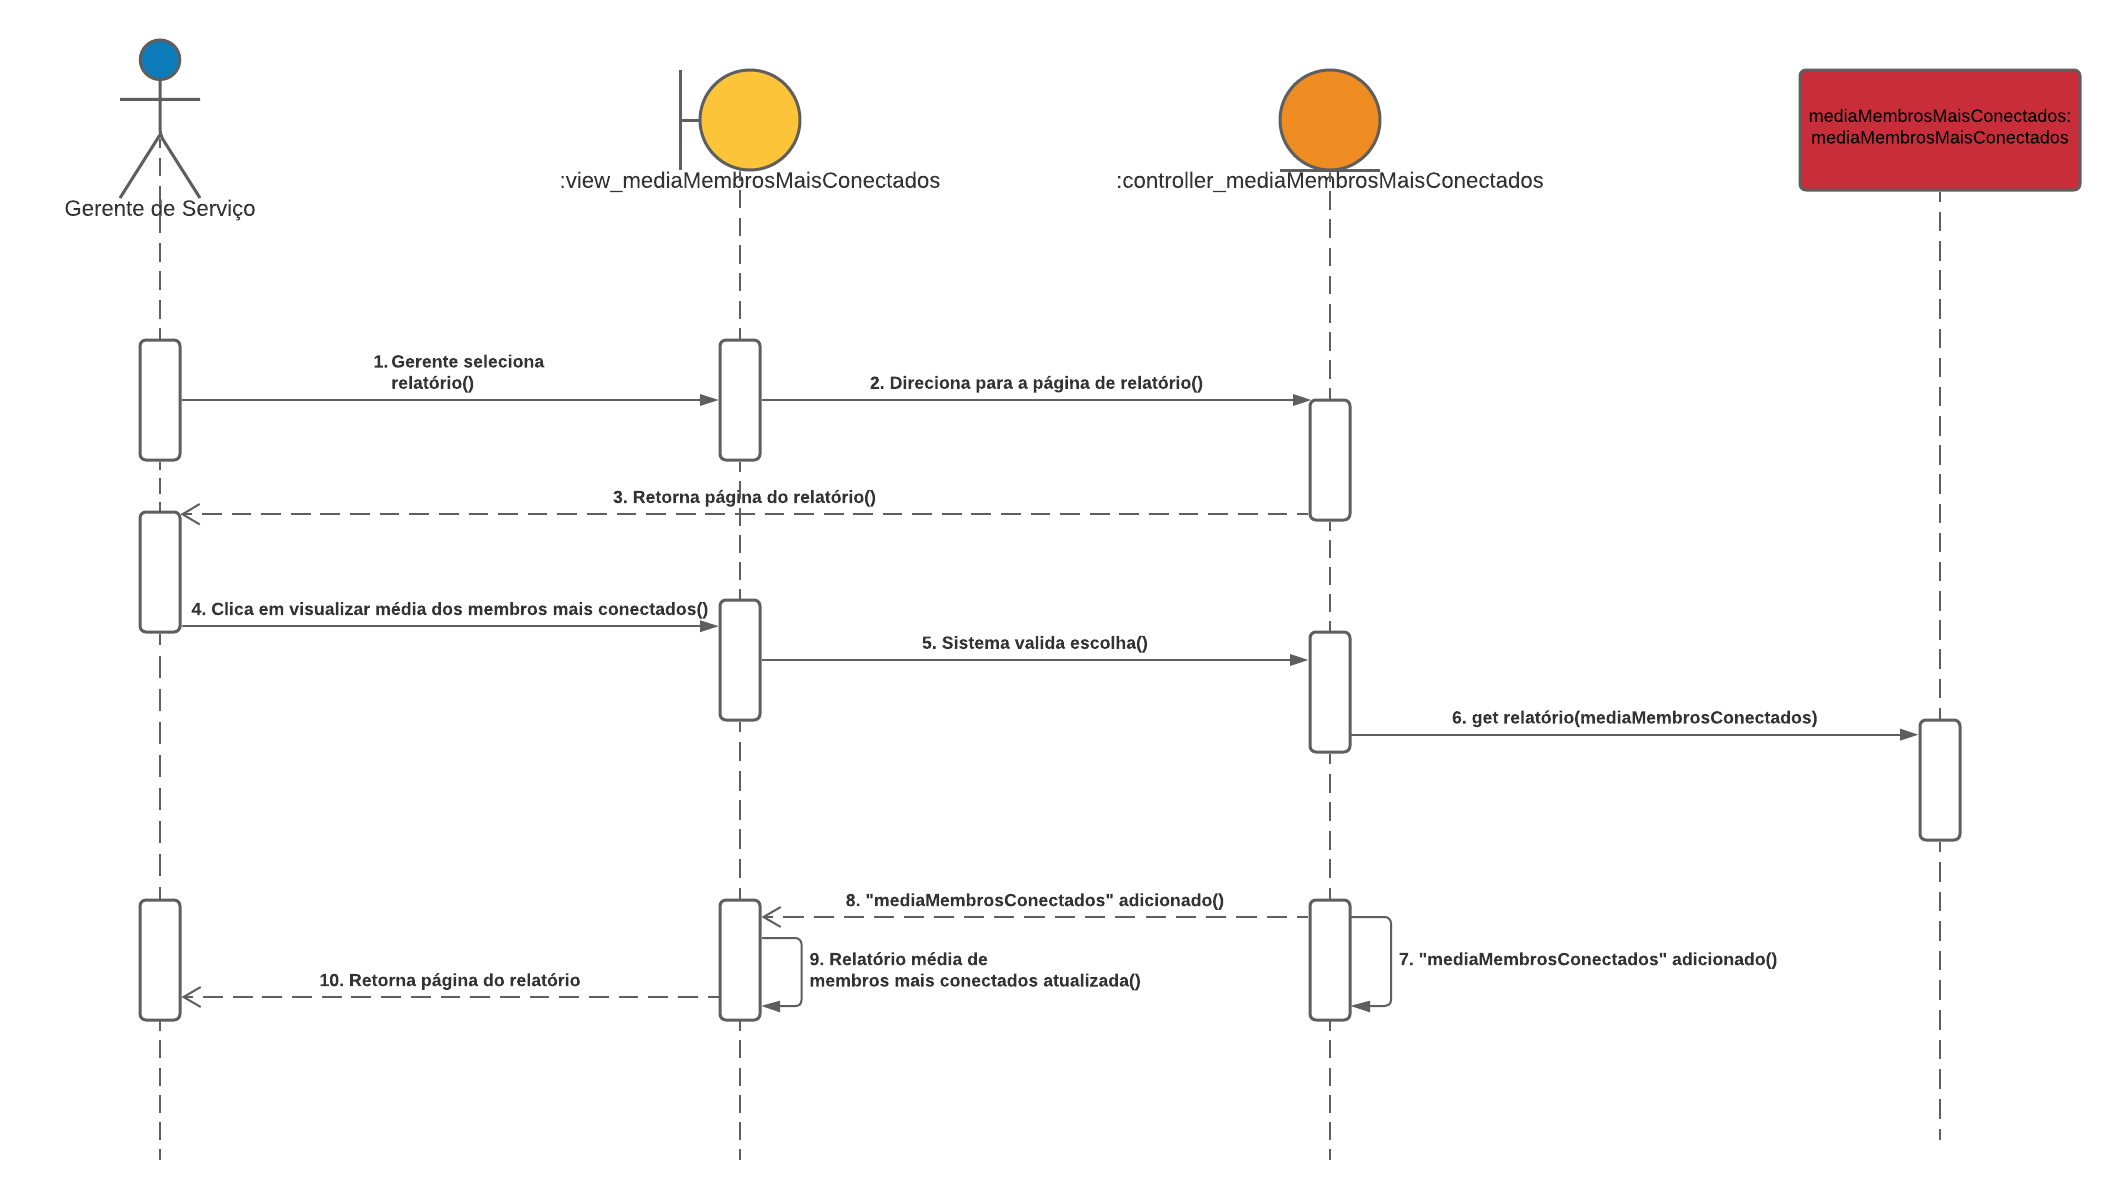 Gerente de Serviço
:view_mediaMembrosMaisConectados
:controller_mediaMembrosMaisConectados
mediaMembrosMaisConectados:
mediaMembrosMaisConectados
1. Gerente seleciona
relatório()
2. Direciona para a página de relatório()
3. Retorna página do relatório()
4. Clica em visualizar média dos membros mais conectados()
5. Sistema valida escolha()
6. get relatório(mediaMembrosConectados)
8. "mediaMembrosConectados" adicionado()
9. Relatório média de
membros mais conectados atualizada()
7. "mediaMembrosConectados" adicionado()
10. Retorna página do relatório